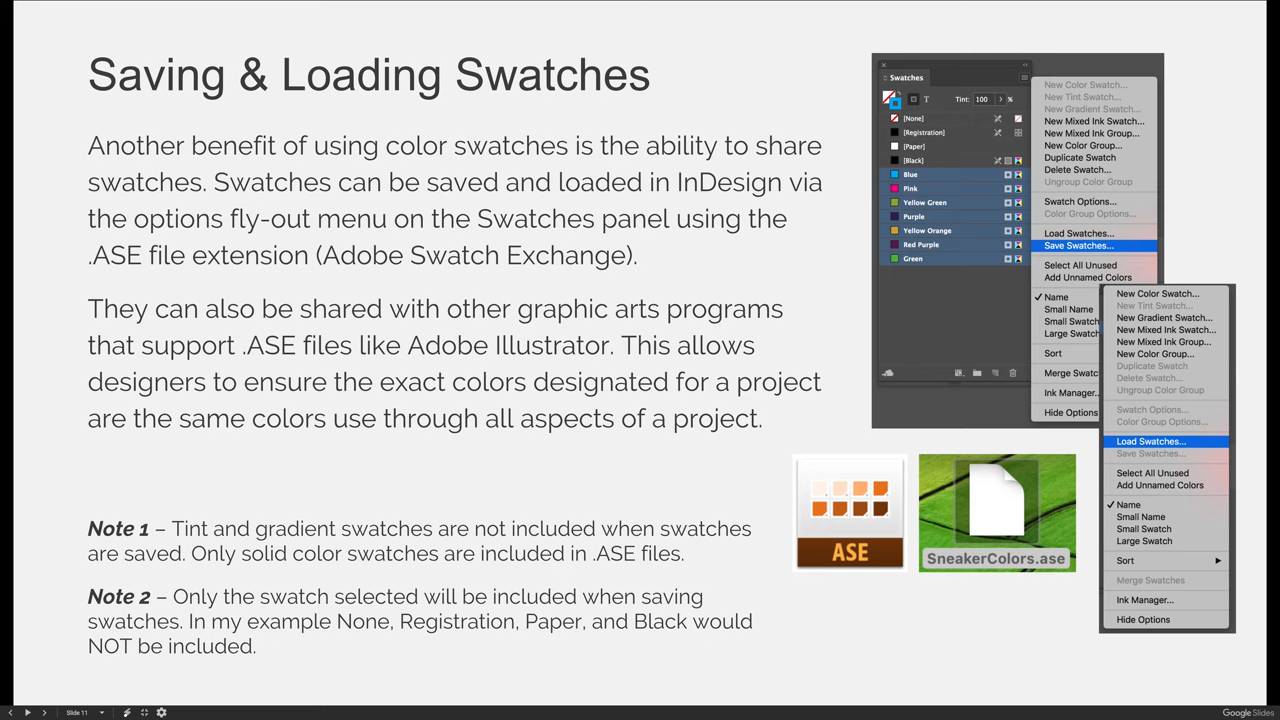 Saving & Loading Swatches
Another benefit of using color swatches is the ability to share
swatches. Swatches can be saved and loaded in InDesign via
the options fly-out menu on the Swatches panel using the
.ASE file extension (Adobe Swatch Exchange).
They can also be shared with other graphic arts programs
that support .ASE files like Adobe Illustrator. This allows
designers to ensure the exact colors designated for a project
are the same colors use through all aspects of a project.
Note 1 – Tint and gradient swatches are not included when swatches
are saved. Only solid color swatches are included in .ASE files.
Note 2 – Only the swatch selected will be included when saving
swatches. In my example None, Registration, Paper, and Black would
NOT be included.
Swatches
T
Tint: 100 > %
[None]
[Registration]
[Paper]
[Black]
Blue
Pink
Yellow Green
Purple
Yellow Orange
Red Purple
Green
New Color Swatch...
New Tint Swatch...
New Gradient Swatch...
New Mixed Ink Swatch...
New Mixed Ink Group...
New Color Group...
Duplicate Swatch
Delete Swatch...
Ungroup Color Group
Swatch Options...
Color Group Options...
Load Swatches...
Save Swatches...
Select All Unused
Add Unnamed Colors
✓ Name
Small Name
Small Swatch
Large Swatch
Sort
Merge Swatc
Ink Manager...
Hide Options
New Color Swatch...
New Tint Swatch...
New Gradient Swatch...
New Mixed Ink Swatch...
New Mixed Ink Group...
New Color Group...
Duplicate Swatch
Delete Swatch...
Ungroup Color Group
Swatch Options...
Color Group Options...
Load Swatches...
Save Swatches...
Select All Unused
Add Unnamed Colors
✓ Name
Small Name
Small Swatch
Large Swatch
Sort
Merge Swatches
Ink Manager...
Hide Options
ASE
SneakerColors.ase
Slide 11
Google Slides